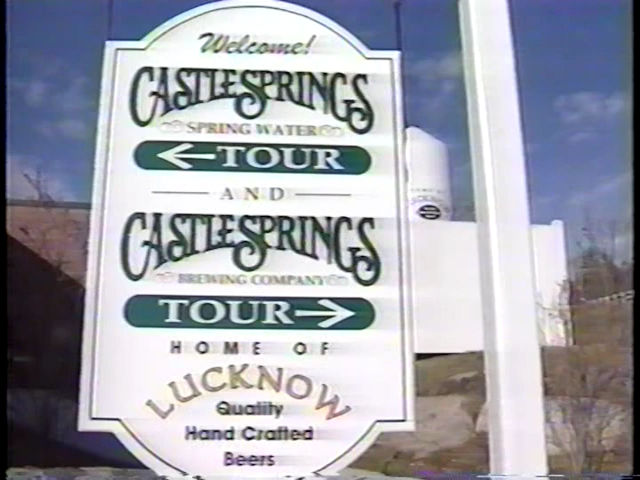 Welcome!
CASTLESPRINGS
SPRING WATER
←TOUR
AND
CASTLESPRINGS
BREWING COMPANY
TOUR→
HOME OF
LUCKNOW
Quality
Hand Crafted
Beers